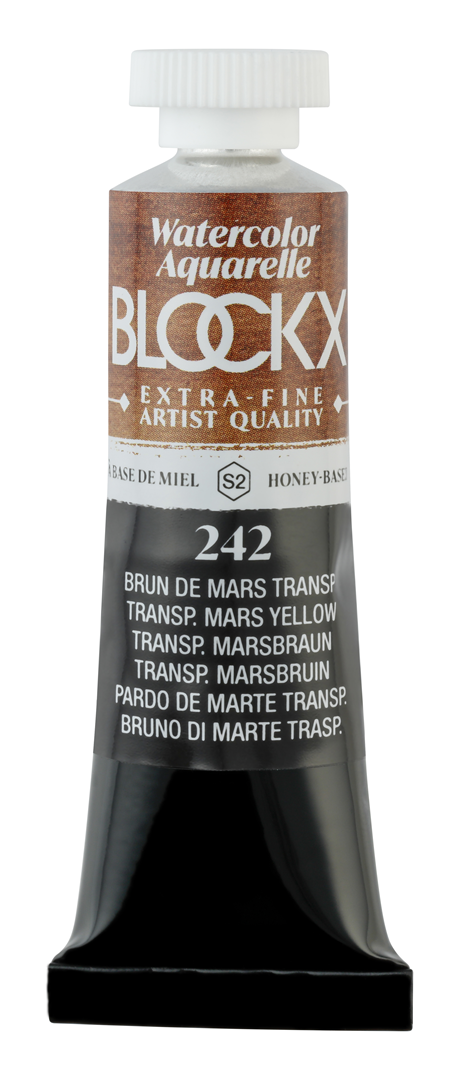 Watercolor
Aquarelle
BLOCKX
EXTRA-FINE
ARTIST QUALITY
À BASE DE MIEL S2 HONEY-BASED
242
BRUN DE MARS TRANSP
TRANSP. MARS YELLOW
TRANSP. MARSBRAUN
TRANSP. MARSBRUIN
PARDO DE MARTE TRANSP.
BRUNO DI MARTE TRASP.